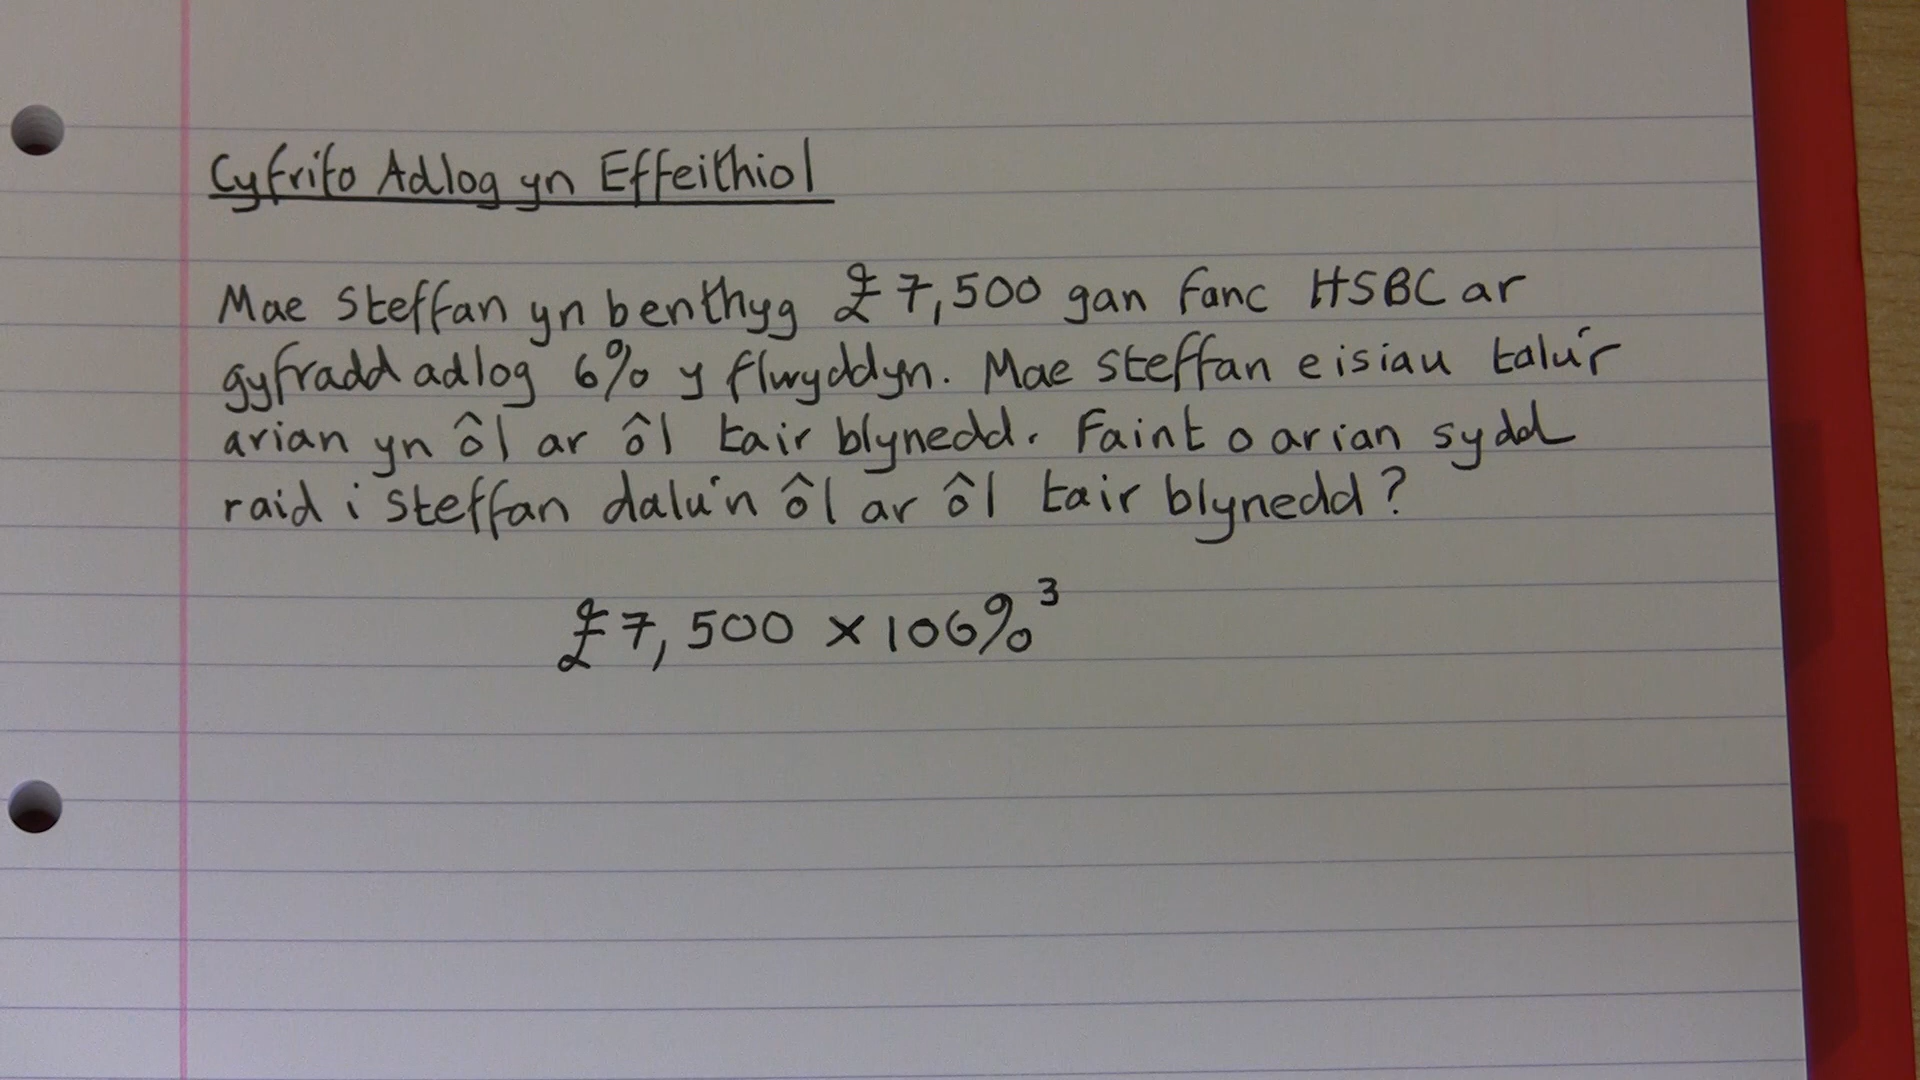 Cyfrifo Adlog yn Effeithiol
Mae Steffan yn benthyg £7,500 gan fanc HSBC ar
gyfradd adlog 6% y flwyddyn. Mae Steffan eisiau talu'r
arian yn ôl ar ôl tair blynedd. Faint o arian sydd
raid i Steffan dalu'n ôl ar ôl tair blynedd?
£7,500 × 106%³